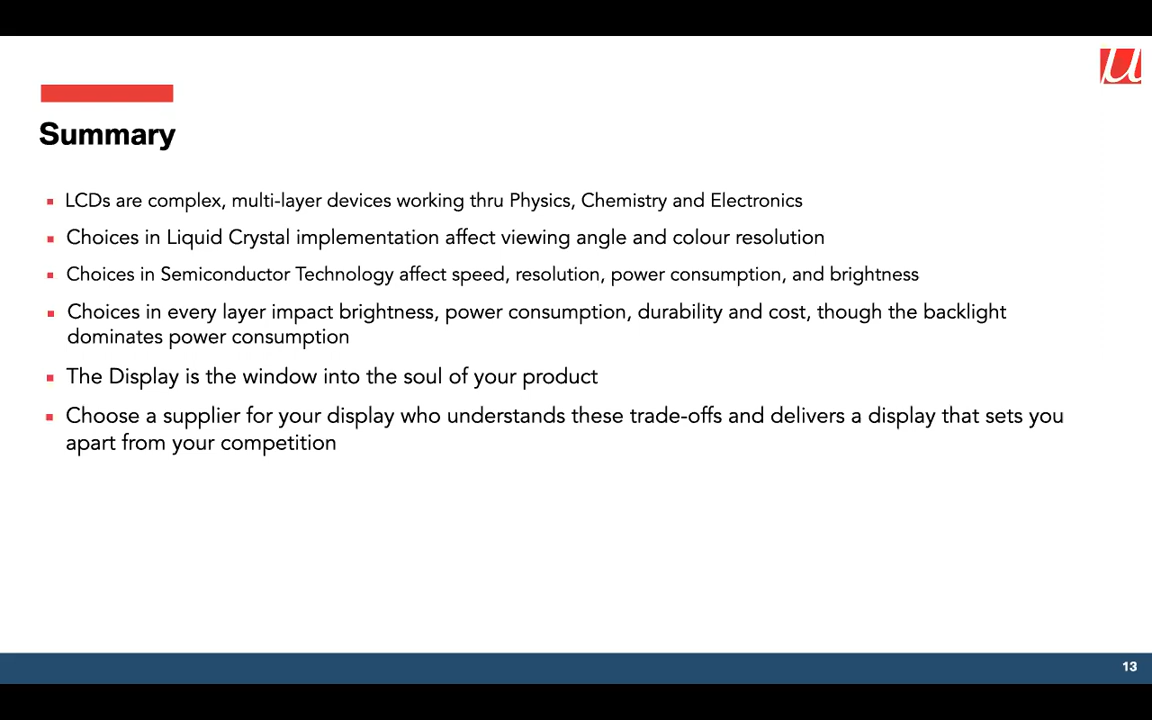 Summary
LCDs are complex, multi-layer devices working thru Physics, Chemistry and Electronics
Choices in Liquid Crystal implementation affect viewing angle and colour resolution
Choices in Semiconductor Technology affect speed, resolution, power consumption, and brightness
Choices in every layer impact brightness, power consumption, durability and cost, though the backlight
dominates power consumption
The Display is the window into the soul of your product
Choose a supplier for your display who understands these trade-offs and delivers a display that sets you
apart from your competition
13